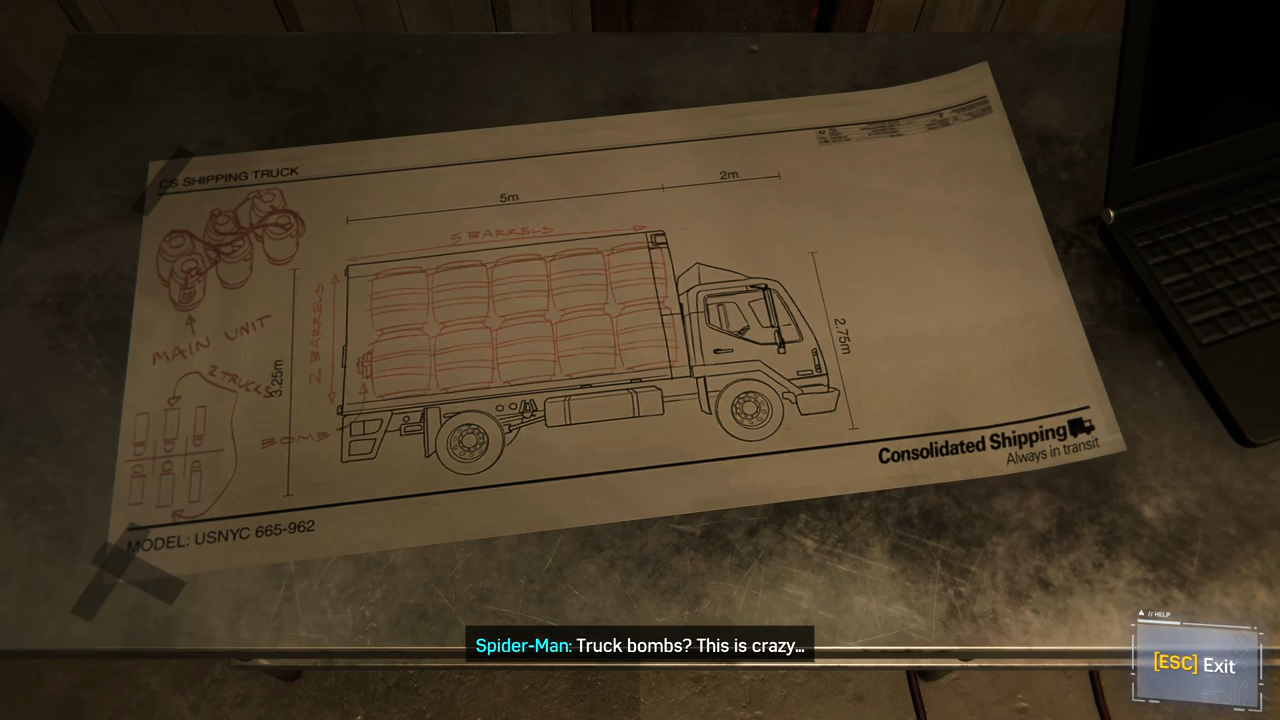 CS SHIPPING TRUCK
5m
2m
5 BARRELS
2 BARRELS
MAIN UNIT
2 TRUCKS
3.25m
2.75m
BOMB
Consolidated Shipping
Always in transit
MODEL: USNYC 665-962
Spider-Man: Truck bombs? This is crazy...
// HELP
[ESC] Exit